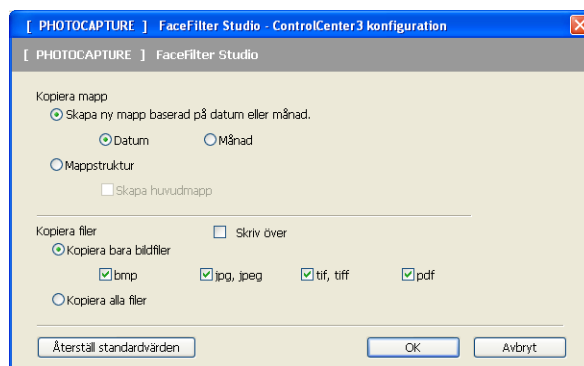 [ PHOTOCAPTURE ] FaceFilter Studio - ControlCenter3 konfiguration
[ PHOTOCAPTURE ] FaceFilter Studio
Kopiera mapp
Skapa ny mapp baserad på datum eller månad.
Datum Månad
Mappstruktur
Skapa huvudmapp
Kopiera filer Skriv över
Kopiera bara bildfiler
bmp jpg, jpeg tif, tiff pdf
Kopiera alla filer
Återställ standardvärden OK Avbryt